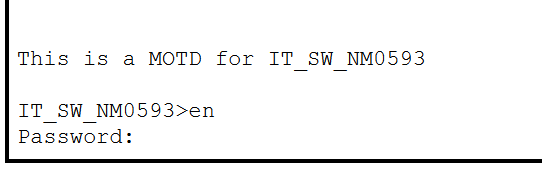 This is a MOTD for IT_SW_NM0593
IT_SW_NM0593>en
Password: